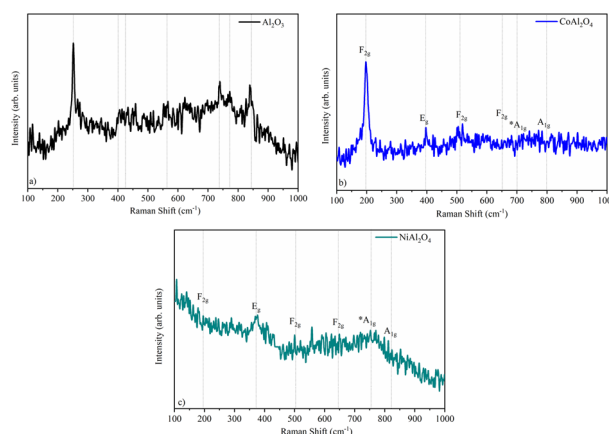 Al₂O₃
Intensity (arb. units)
a)
100 200 300 400 500 600 700 800 900 1000
Raman Shift (cm⁻¹)
CoAl₂O₄
F₂g
E_g
F₂g
F₂g
*A₁g
A₁g
Intensity (arb. units)
b)
100 200 300 400 500 600 700 800 900 1000
Raman Shift (cm⁻¹)
NiAl₂O₄
F₂g
E_g
F₂g
F₂g
*A₁g
A₁g
Intensity (arb. units)
c)
100 200 300 400 500 600 700 800 900 1000
Raman Shift (cm⁻¹)